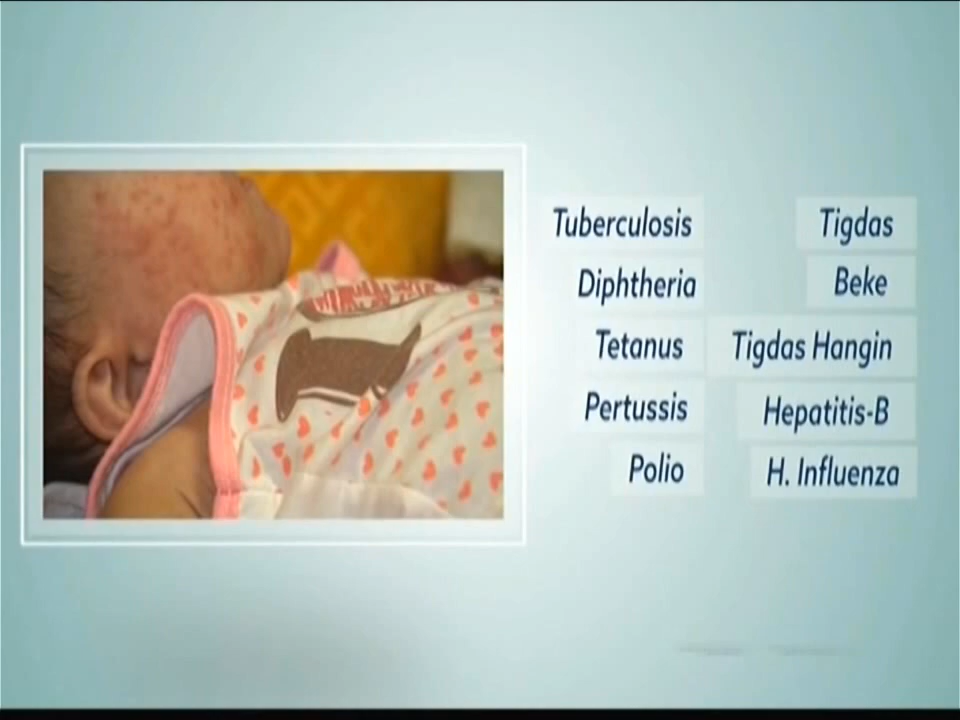 Tuberculosis
Diphtheria
Tetanus
Pertussis
Polio
Tigdas
Beke
Tigdas Hangin
Hepatitis-B
H. Influenza